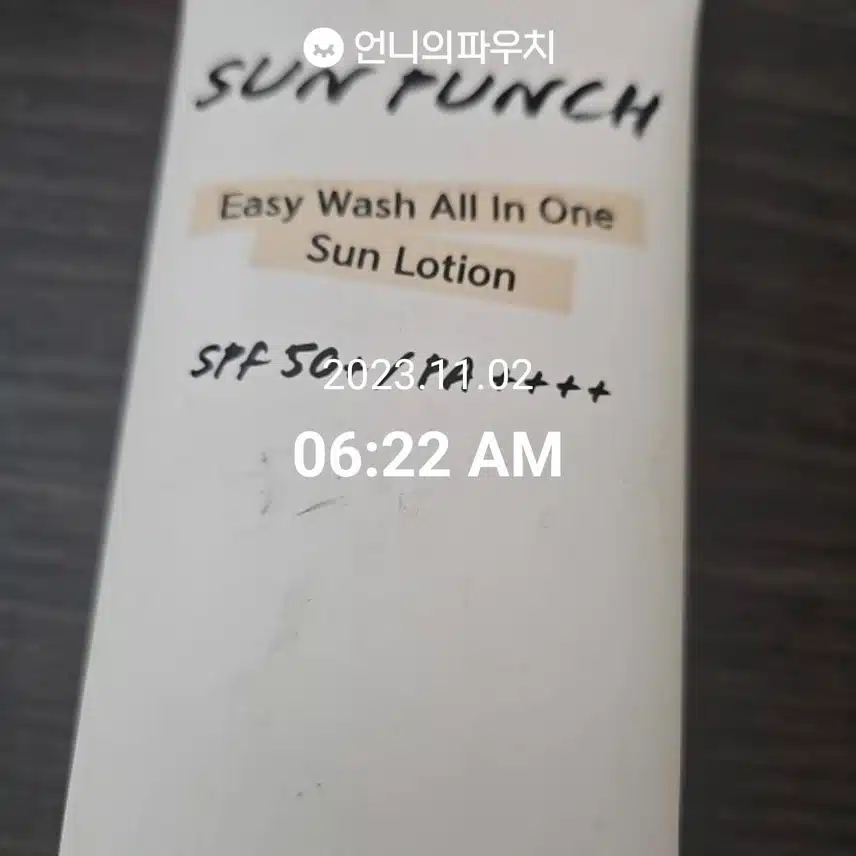 언니의파우치
SUN PUNCH
Easy Wash All In One
Sun Lotion
SPF 50+ / PA ++++
2023.11.02
06:22 AM